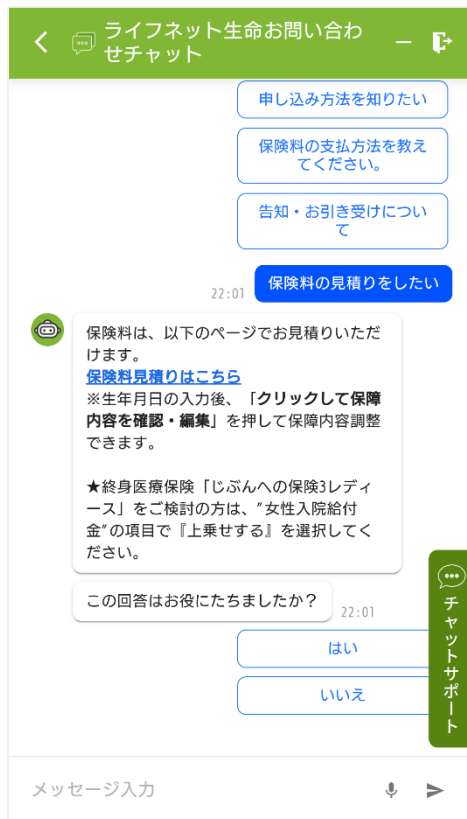 ライフネット生命お問い合わ
せチャット
申し込み方法を知りたい
保険料の支払方法を教え
てください。
告知・お引き受けについ
て
保険料の見積りをしたい
22:01
保険料は、以下のページでお見積りいただ
けます。
保険料見積りはこちら
※生年月日の入力後、「クリックして保障
内容を確認・編集」を押して保障内容調整
できます。
★終身医療保険「じぶんへの保険3レディ
ース」をご検討の方は、”女性入院給付
金”の項目で『上乗せする』を選択してく
ださい。
この回答はお役にたちましたか？
22:01
はい
いいえ
チャットサポート
メッセージ入力